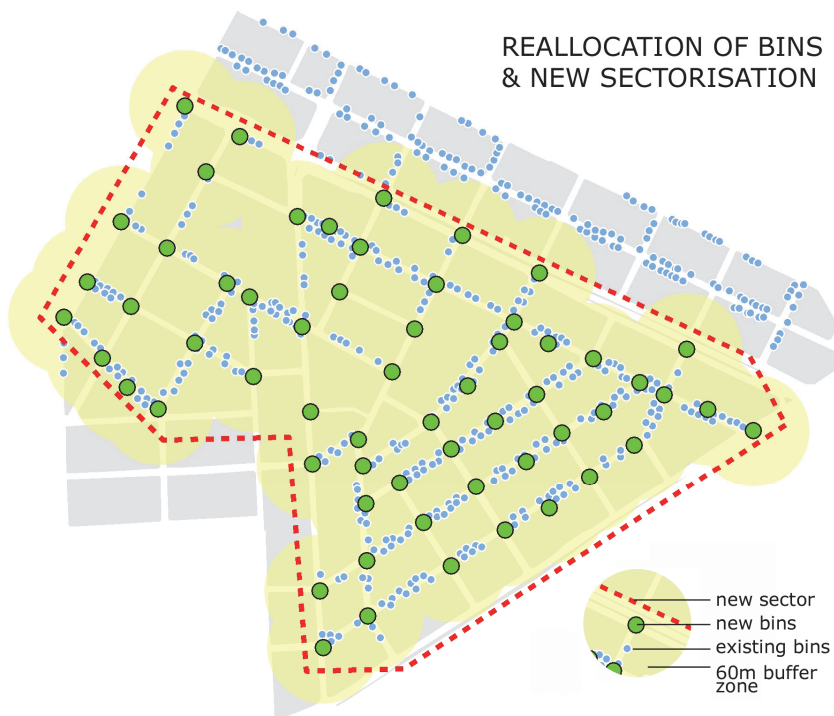 REALLOCATION OF BINS
& NEW SECTORISATION
new sector
new bins
existing bins
60m buffer
zone